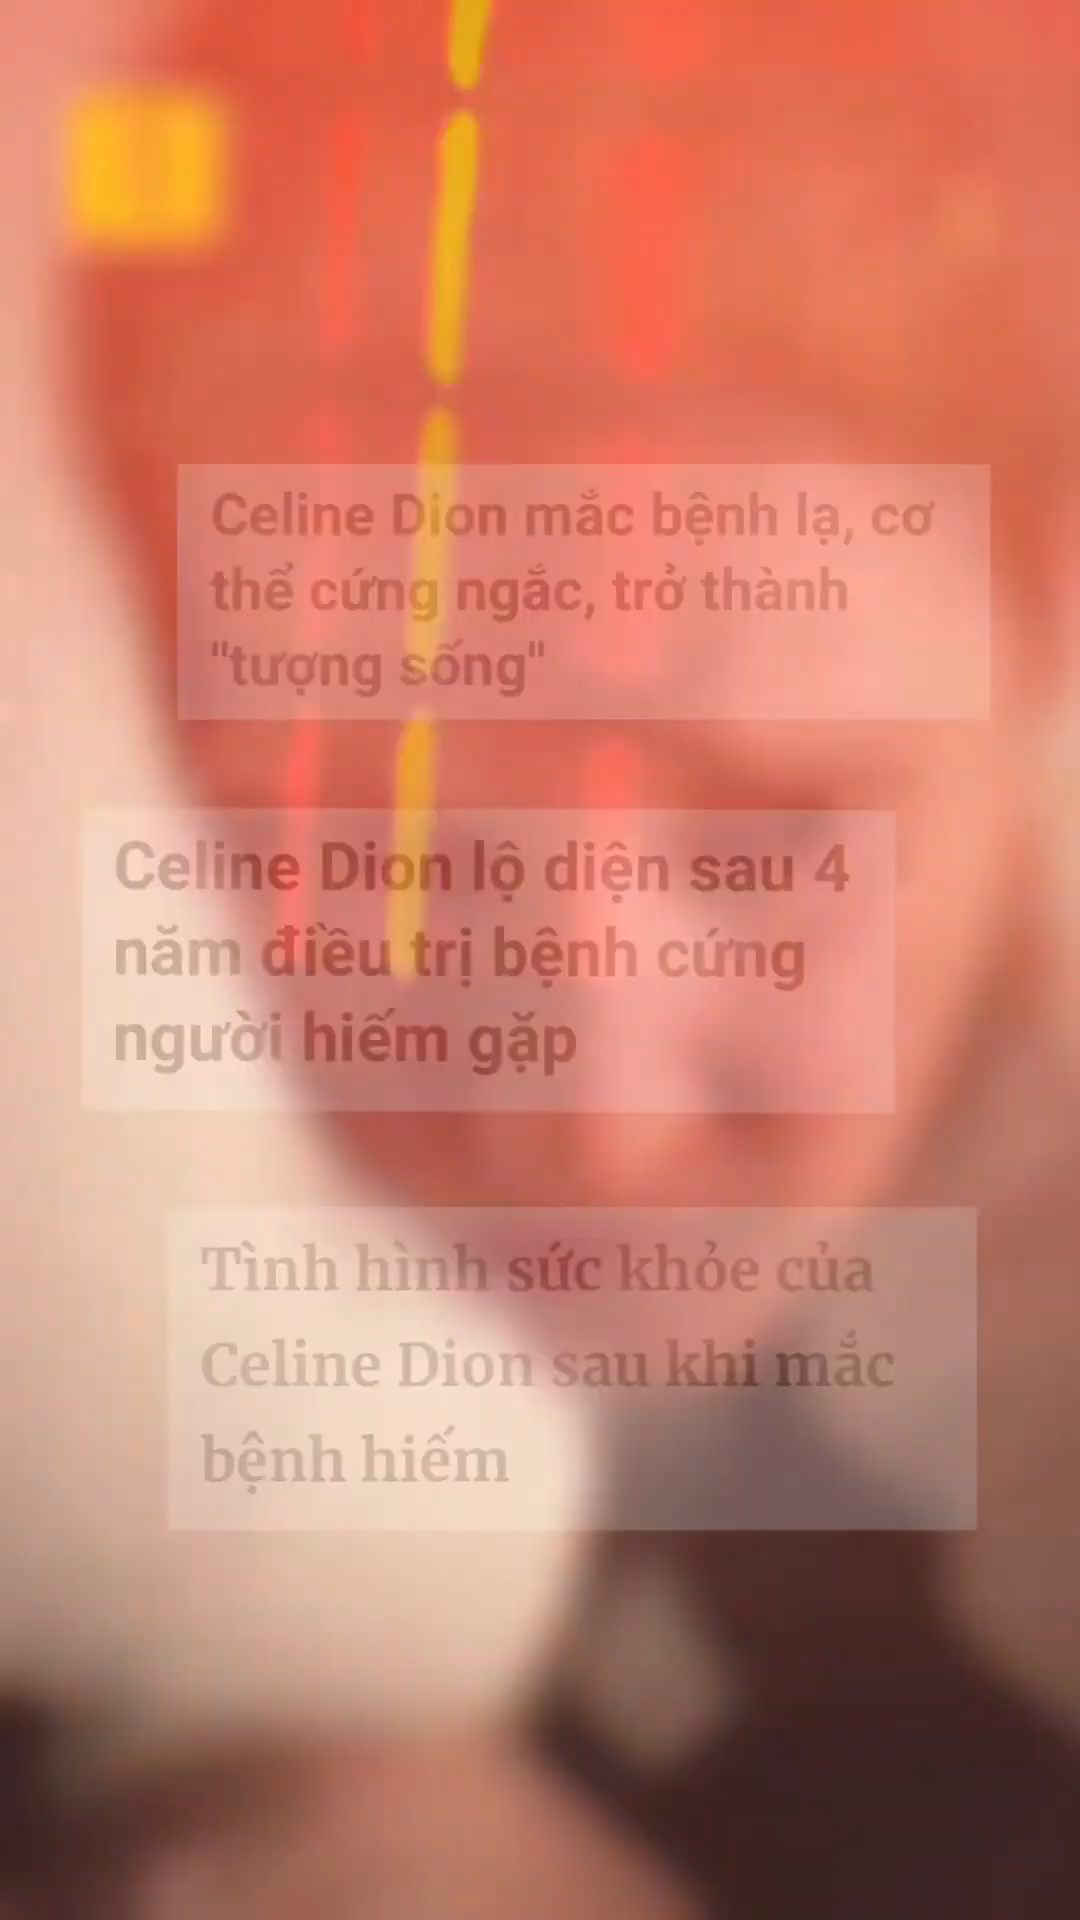 Celine Dion mắc bệnh lạ, cơ
thể cứng ngắc, trở thành
"tượng sống"
Celine Dion lộ diện sau 4
năm điều trị bệnh cứng
người hiếm gặp
Tình hình sức khỏe của
Celine Dion sau khi mắc
bệnh hiếm